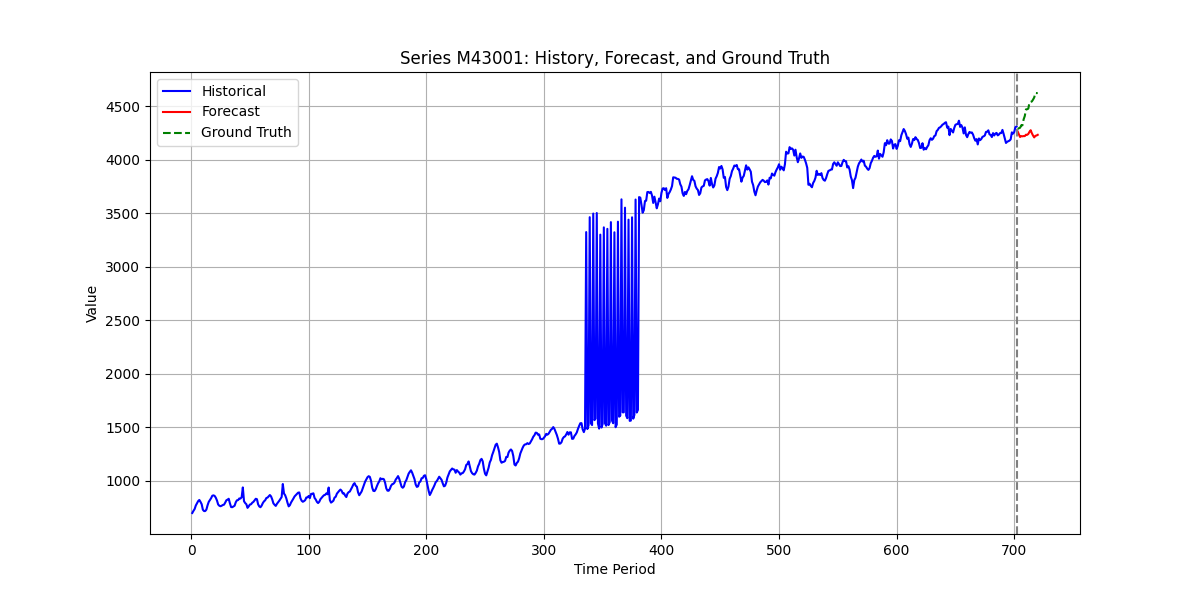 Series M43001: History, Forecast, and Ground Truth
Historical
Forecast
Ground Truth
Value
4500
4000
3500
3000
2500
2000
1500
1000
0 100 200 300 400 500 600 700
Time Period